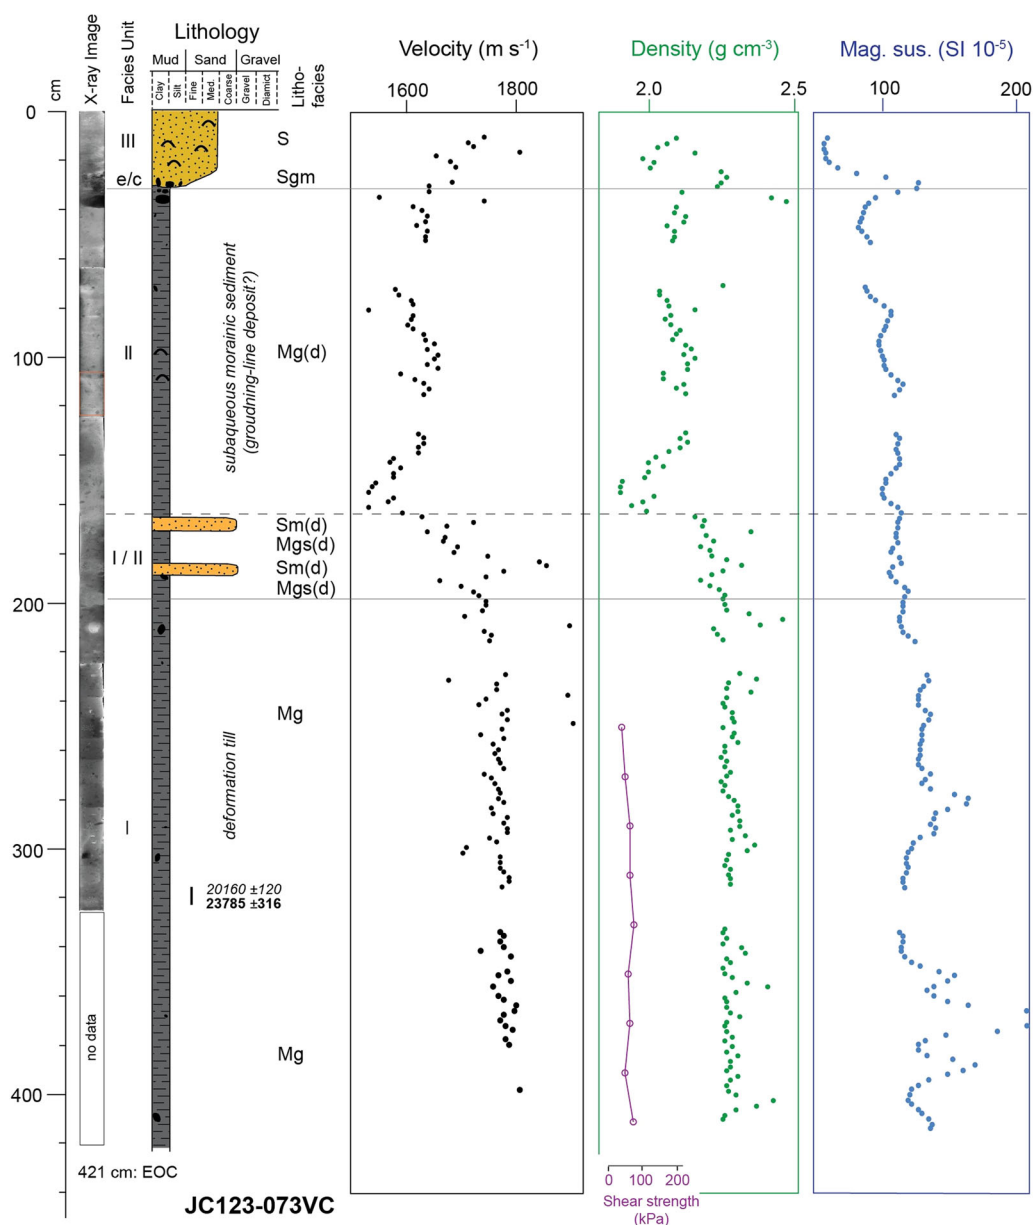 Lithology
Velocity (m s-1)
Density (g cm-3)
Mag. sus. (SI 10-5)
cm
X-ray Image
Facies Unit
Mud
Sand
Gravel
Clay
Silt
Fine
Med.
Coarse
Gravel
Diamict
Litho-
facies
1600
1800
2.0
2.5
100
200
0
III
S
e/c
Sgm
subaqueous morainic sediment
(groudning-line deposit?)
II
Mg(d)
100
Sm(d)
Mgs(d)
I / II
Sm(d)
Mgs(d)
200
Mg
deformation till
I
300
20160 ±120
23785 ±316
no data
Mg
400
421 cm: EOC
0
100
200
Shear strength
(kPa)
JC123-073VC